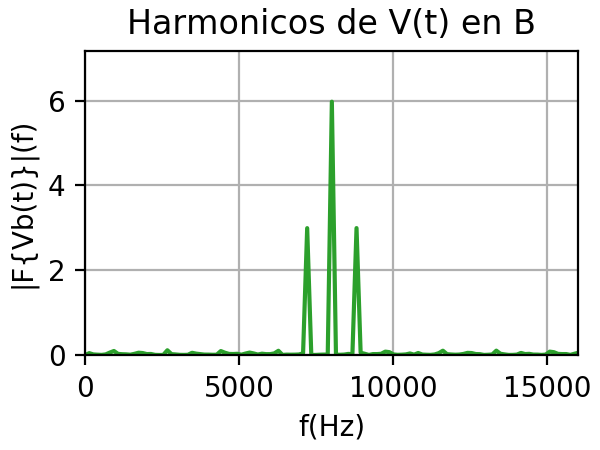 Harmonicos de V(t) en B
|F{Vb(t)}|(f)
6
4
2
0
0 5000 10000 15000
f(Hz)